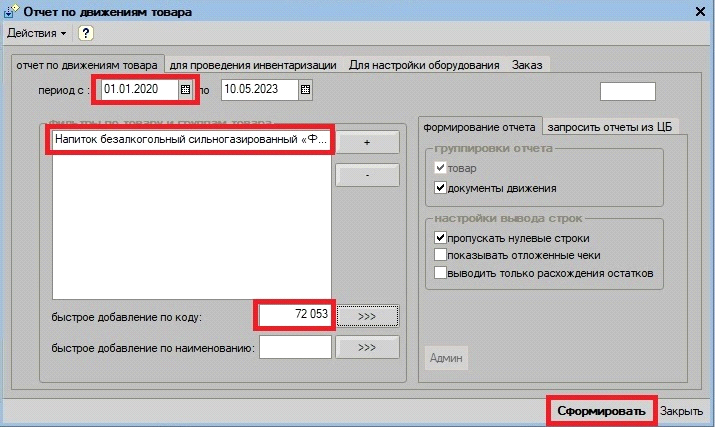 Отчет по движениям товара
Действия
?
отчет по движениям товара для проведения инвентаризации Для настройки оборудования Заказ
период с : 01.01.2020 по 10.05.2023
Фильтры по товару и группам товара
Напиток безалкогольный сильногазированный «Ф...
+
-
быстрое добавление по коду: 72 053 >>>
быстрое добавление по наименованию: >>>
Формирование отчета запросить отчеты из ЦБ
группировки отчета
товар
документы движения
настройки вывода строк
пропускать нулевые строки
показывать отложенные чеки
выводить только расхождения остатков
Админ
Сформировать Закрыть